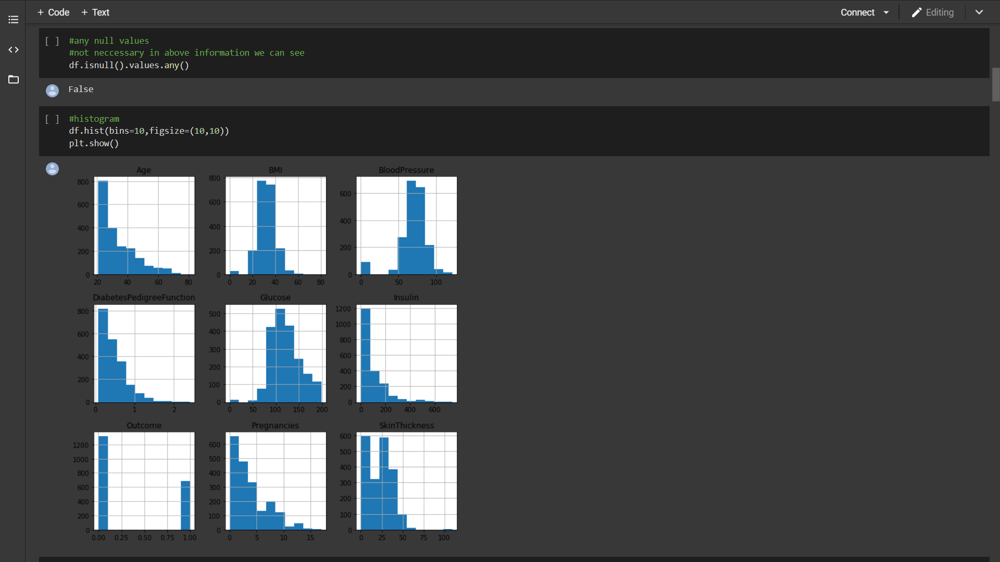 + Code + Text Connect Editing
[ ] #any null values
#not neccessary in above information we can see
df.isnull().values.any()
False
[ ] #histogram
df.hist(bins=10,figsize=(10,10))
plt.show()
Age
800
600
400
200
0
20 40 60 80
BMI
800
600
400
200
0
0 20 40 60 80
BloodPressure
600
400
200
0
0 50 100
DiabetesPedigreeFunction
800
600
400
200
0
0 1 2
Glucose
500
400
300
200
100
0
0 50 100 150 200
Insulin
1200
1000
800
600
400
200
0
0 200 400 600
Outcome
1200
1000
800
600
400
200
0
0.00 0.25 0.50 0.75 1.00
Pregnancies
600
500
400
300
200
100
0
0 5 10 15
SkinThickness
600
500
400
300
200
100
0
0 25 50 75 100